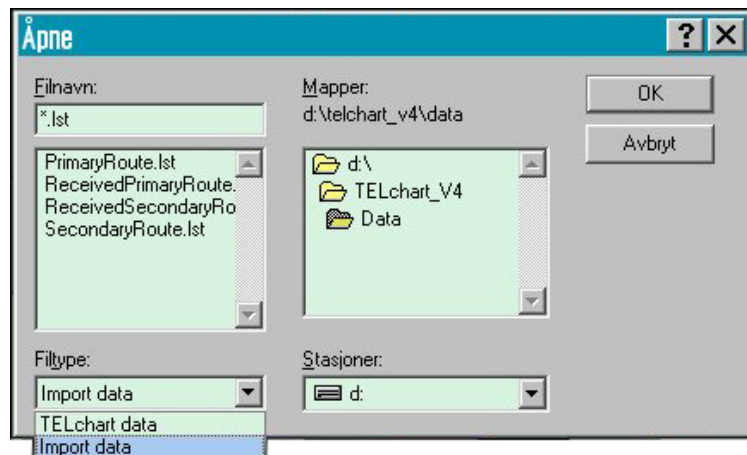 Åpne
Filnavn:
*.lst
PrimaryRoute.lst
ReceivedPrimaryRoute.
ReceivedSecondaryRo
SecondaryRoute.lst
Filtype:
Import data
TELchart data
Import data
Mapper:
d:\telchart_v4\data
d:\
TELchart_V4
Data
Stasjoner:
d:
OK
Avbryt